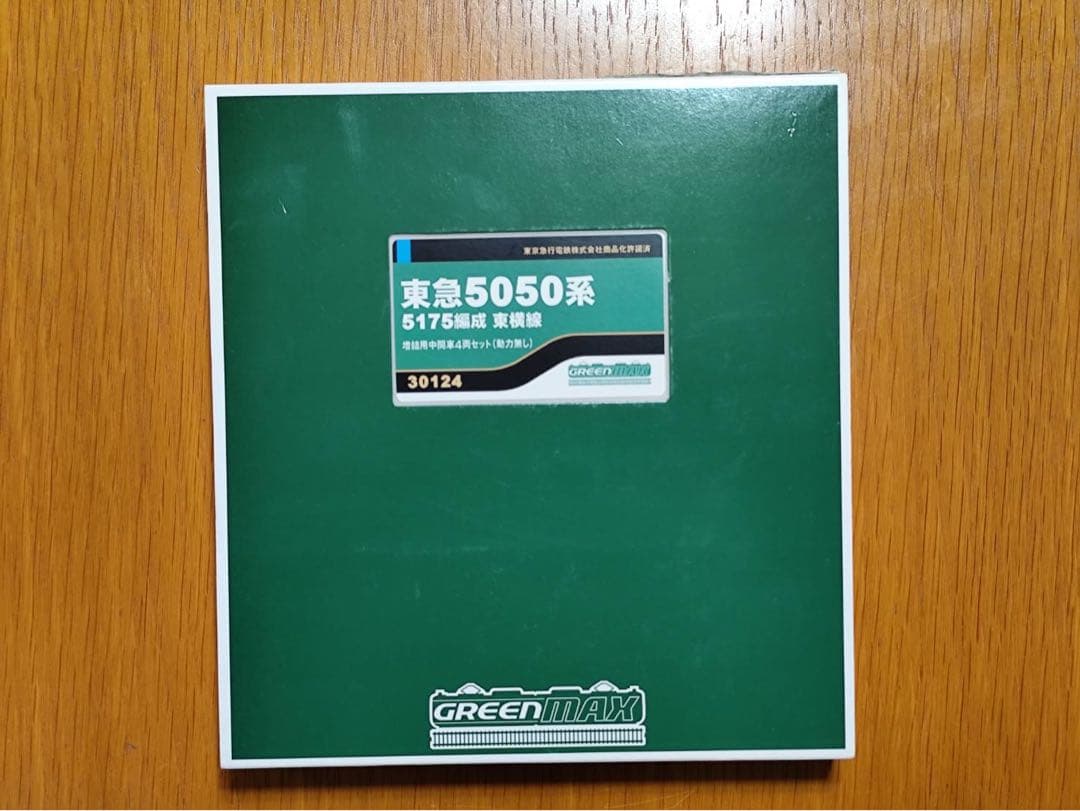 東京急行電鉄株式会社商品化許諾済
東急5050系
5175編成 東横線
増結用中間車4両セット(動力無し)
30124
GREENMAX
GREENMAX